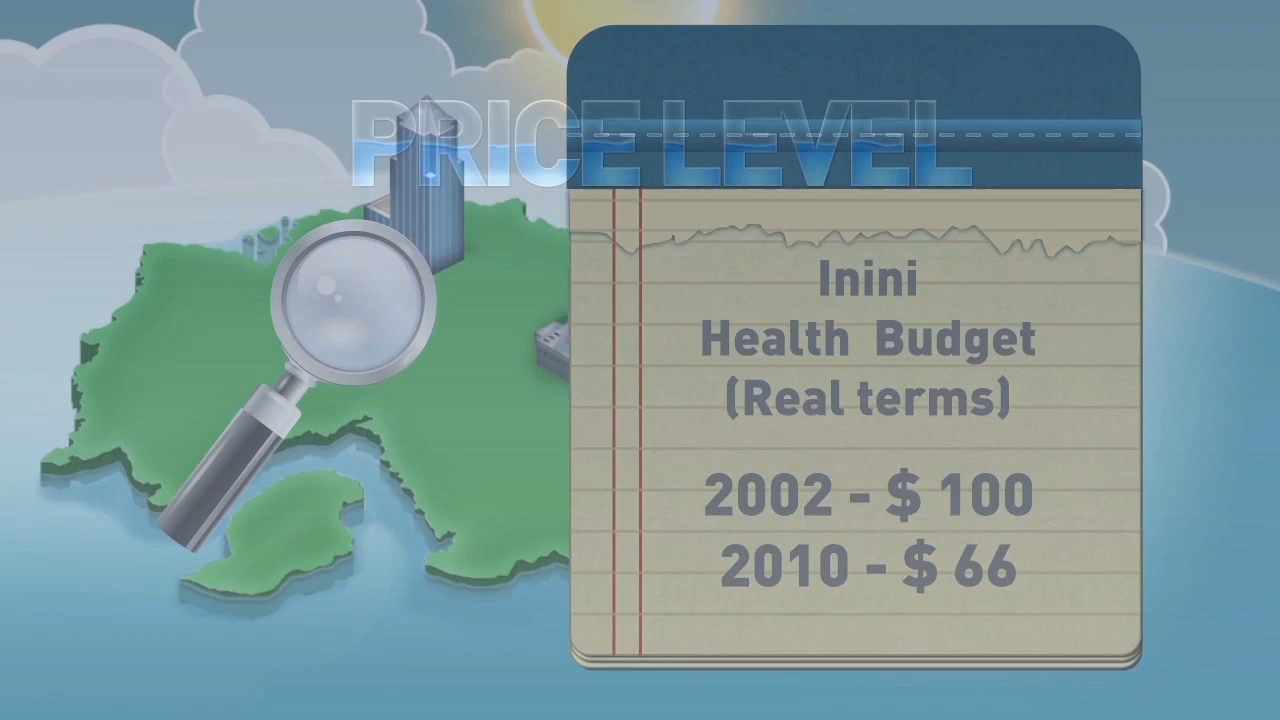 PRICE LEVEL
Inini
Health Budget
(Real terms)
2002 - $ 100
2010 - $ 66